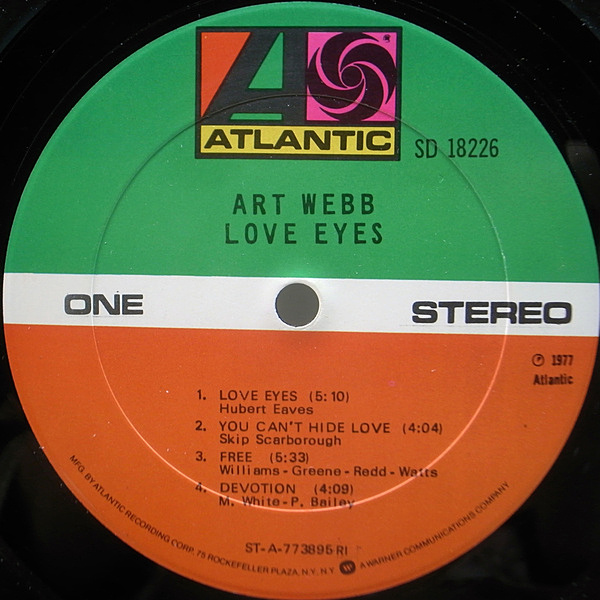 ATLANTIC
SD 18226
ART WEBB
LOVE EYES
ONE
STEREO
℗ 1977
Atlantic
1. LOVE EYES (5:10)
Hubert Eaves
2. YOU CAN'T HIDE LOVE (4:04)
Skip Scarborough
3. FREE (5:33)
Williams - Greene - Redd - Watts
4. DEVOTION (4:09)
M. White - P. Bailey
ST-A-773895 RI
MFG. BY ATLANTIC RECORDING CORP. 75 ROCKEFELLER PLAZA, N.Y., N.Y. W A WARNER COMMUNICATIONS COMPANY